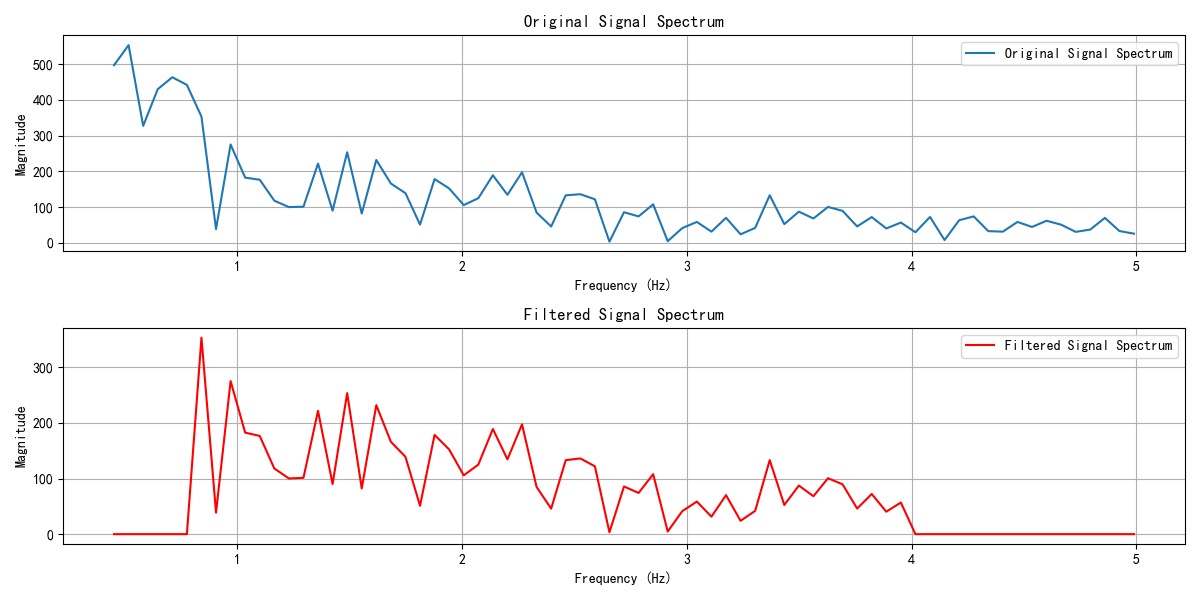 Original Signal Spectrum
Original Signal Spectrum
500
400
300
200
100
0
Magnitude
1 2 3 4 5
Frequency (Hz)
Filtered Signal Spectrum
Filtered Signal Spectrum
300
200
100
0
Magnitude
1 2 3 4 5
Frequency (Hz)